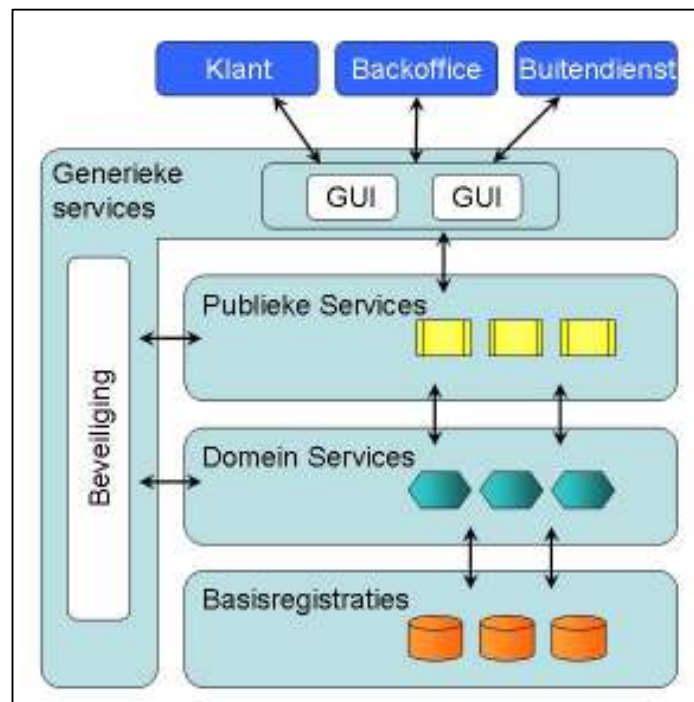 Klant
Backoffice
Buitendienst
Generieke
services
GUI
GUI
Publieke Services
Beveiliging
Domein Services
Basisregistraties